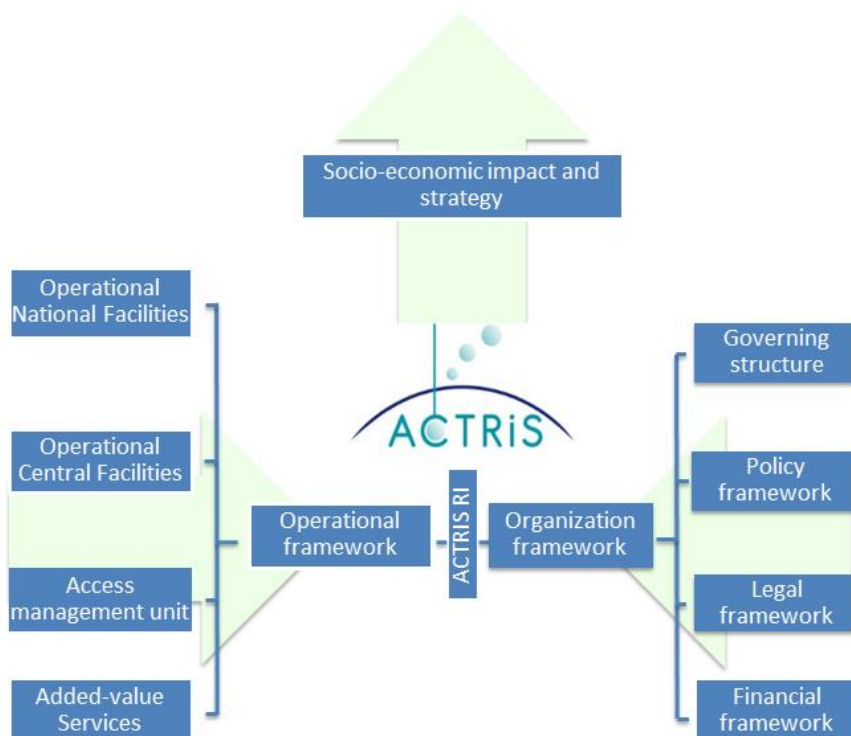 Socio-economic impact and
strategy
Operational
National Facilities
Governing
structure
ACTRiS
Operational
Central Facilities
Policy
framework
Operational
framework
ACTRIS RI
Organization
framework
Access
management unit
Legal
framework
Added-value
Services
Financial
framework